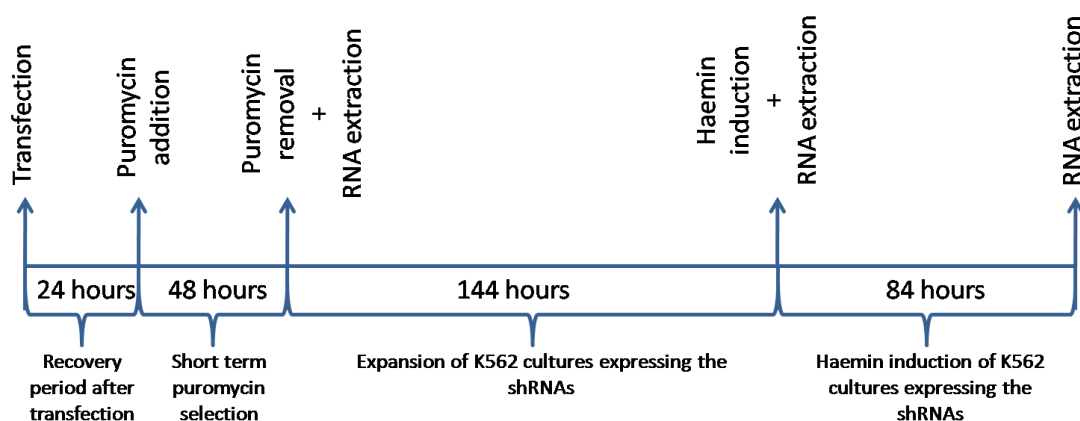 Transfection
Puromycin
addition
Puromycin
removal
+
RNA extraction
Haemin
induction
+
RNA extraction
RNA extraction
24 hours
48 hours
144 hours
84 hours
Recovery
period after
transfection
Short term
puromycin
selection
Expansion of K562 cultures expressing the
shRNAs
Haemin induction of K562
cultures expressing the
shRNAs